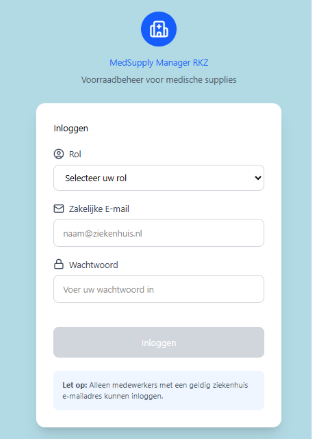 MedSupply Manager RKZ
Voorraadbeheer voor medische supplies
Inloggen
Rol
Selecteer uw rol
Zakelijke E-mail
naam@ziekenhuis.nl
Wachtwoord
Voer uw wachtwoord in
Inloggen
Let op: Alleen medewerkers met een geldig ziekenhuis
e-mailadres kunnen inloggen.